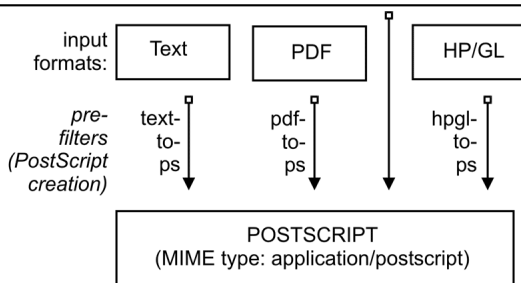 input
formats:
Text
PDF
HP/GL
pre-
filters
(PostScript
creation)
text-
to-
ps
pdf-
to-
ps
hpgl-
to-
ps
POSTSCRIPT
(MIME type: application/postscript)